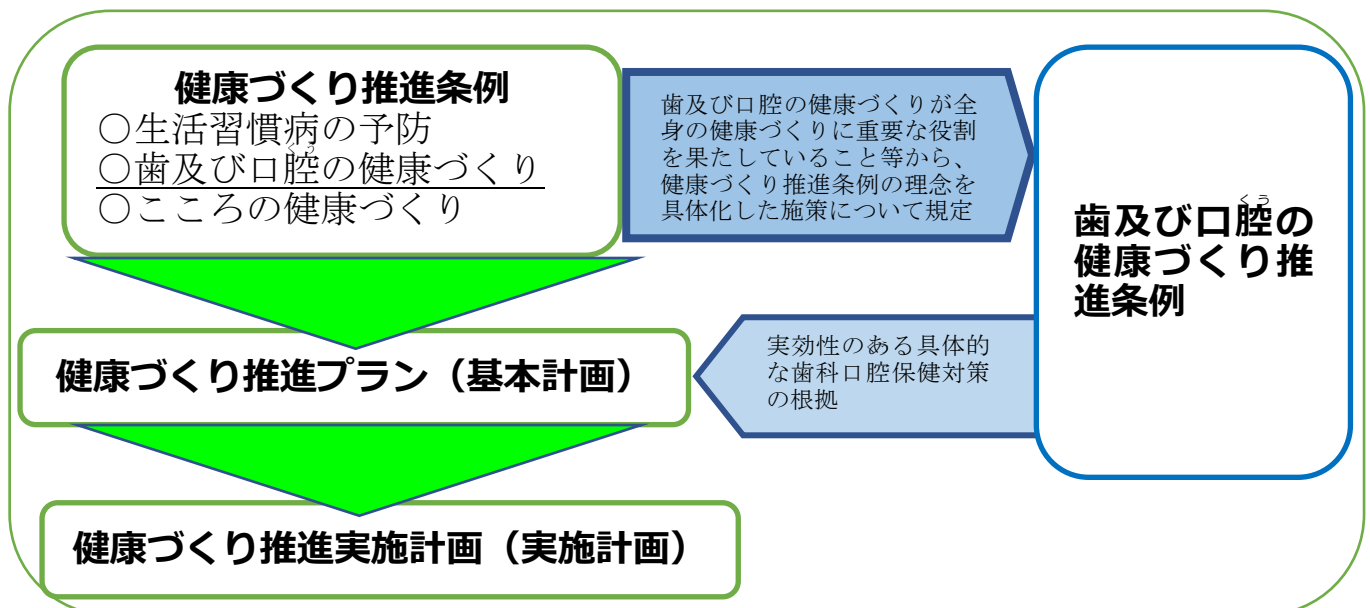 健康づくり推進条例
〇生活習慣病の予防
〇歯及び口腔の健康づくり
くう
〇こころの健康づくり
歯及び口腔の健康づくりが全
身の健康づくりに重要な役割
を果たしていること等から、
健康づくり推進条例の理念を
具体化した施策について規定
くう
歯及び口腔の
健康づくり推
進条例
健康づくり推進プラン（基本計画）
実効性のある具体的
な歯科口腔保健対策
の根拠
健康づくり推進実施計画（実施計画）